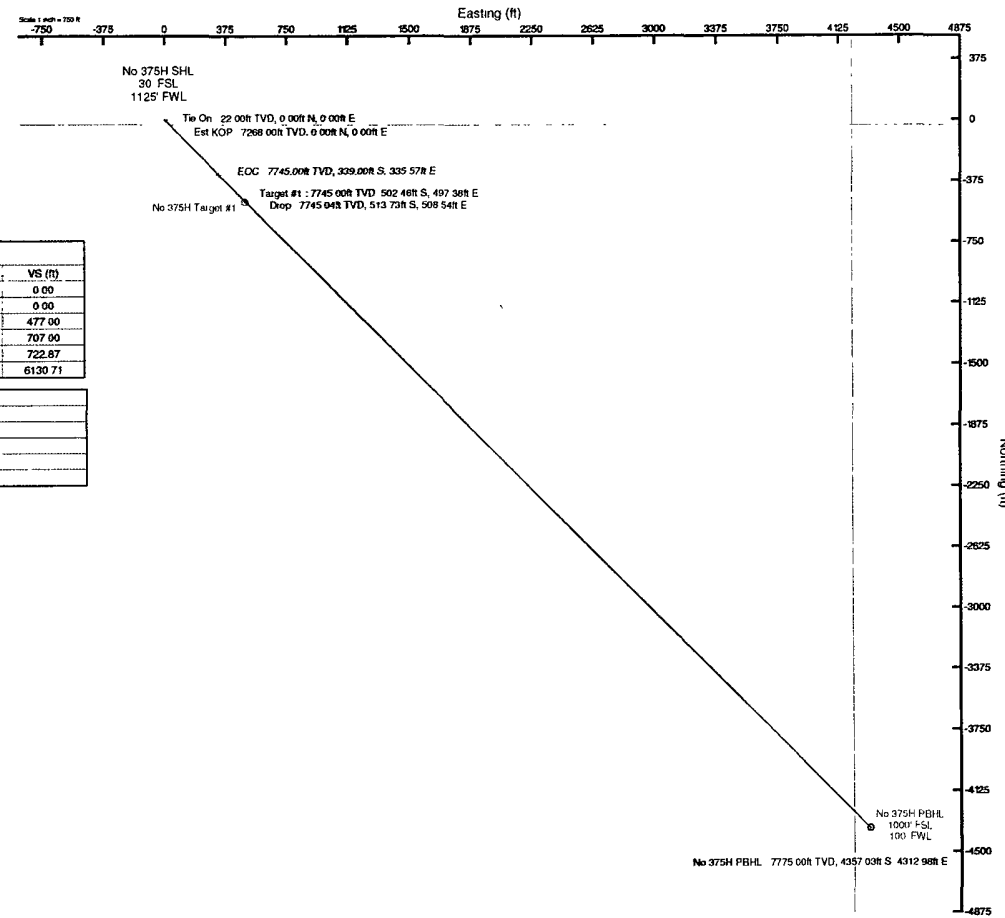 Easting (ft)
Scale 1 inch = 750 ft
-750 -375 0 375 750 1125 1500 1875 2250 2625 3000 3375 3750 4125 4500 4875
No 375H SHL
30 FSL
1125' FWL
Tie On 22 00ft TVD, 0 00ft N, 0 00ft E
Est KOP 7268 00ft TVD. 0 00ft N, 0 00ft E
EOC 7745.00ft TVD, 339.00ft S. 335 57ft E
Target #1 : 7745 00ft TVD 502 46ft S, 497 38ft E
No 375H Target #1
Drop 7745 04ft TVD, 513 73ft S, 508 54ft E
VS (ft)
0 00
0 00
477 00
707 00
722.87
6130 71
375
0
-375
-750
-1125
-1500
-1875
-2250
-2625
-3000
-3375
-3750
-4125
-4500
-4875
Northing (ft)
No 375H PBHL
1000' FSL
100 FWL
No 375H PBHL 7775 00ft TVD, 4357 03ft S 4312 98ft E